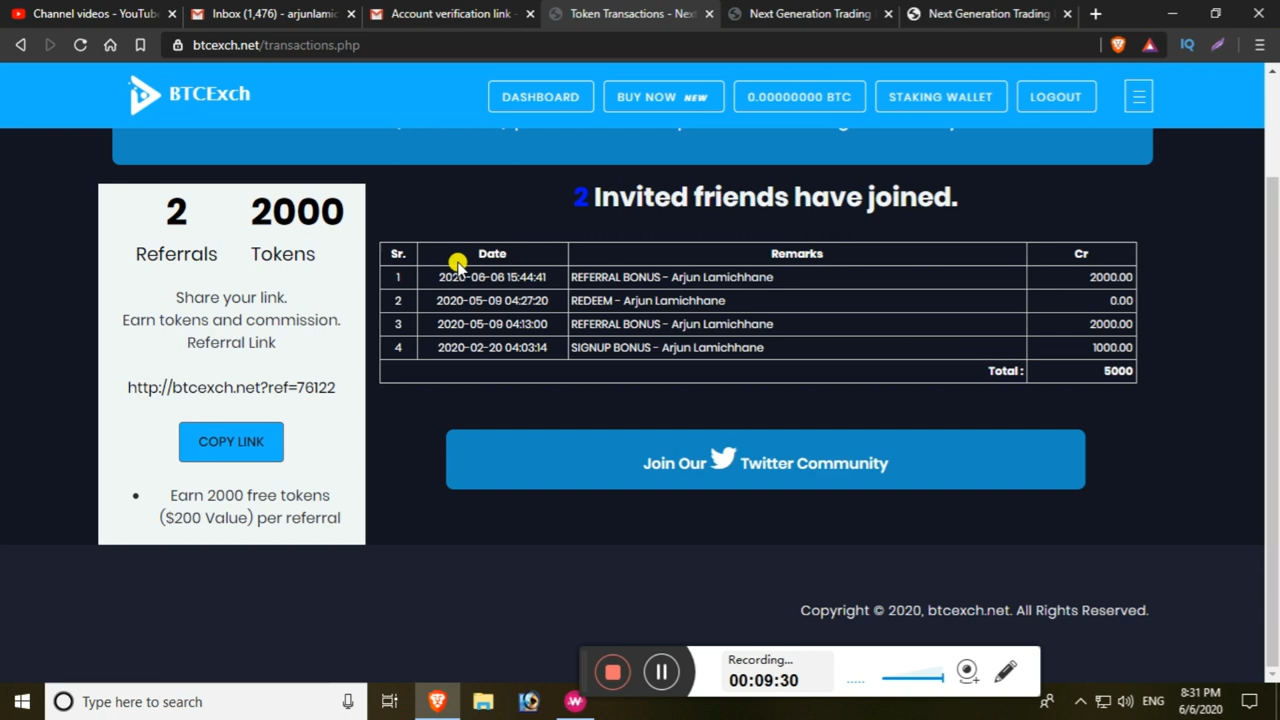 Channel videos - YouTub
Inbox (1,476) - arjunlamic
Account verification link -
Token Transactions - Nex
Next Generation Trading
Next Generation Trading
btcexch.net/transactions.php
IQ
BTCExch
DASHBOARD
BUY NOW NEW
0.00000000 BTC
STAKING WALLET
LOGOUT
2 2000
Referrals Tokens
Share your link.
Earn tokens and commission.
Referral Link
http://btcexch.net?ref=76122
COPY LINK
• Earn 2000 free tokens
($200 Value) per referral
2 Invited friends have joined.
Sr. Date Remarks Cr
1 2020-06-06 15:44:41 REFERRAL BONUS - Arjun Lamichhane 2000.00
2 2020-05-09 04:27:20 REDEEM - Arjun Lamichhane 0.00
3 2020-05-09 04:13:00 REFERRAL BONUS - Arjun Lamichhane 2000.00
4 2020-02-20 04:03:14 SIGNUP BONUS - Arjun Lamichhane 1000.00
Total : 5000
Join Our Twitter Community
Copyright © 2020, btcexch.net. All Rights Reserved.
Recording...
00:09:30
Type here to search
ENG
8:31 PM
6/6/2020